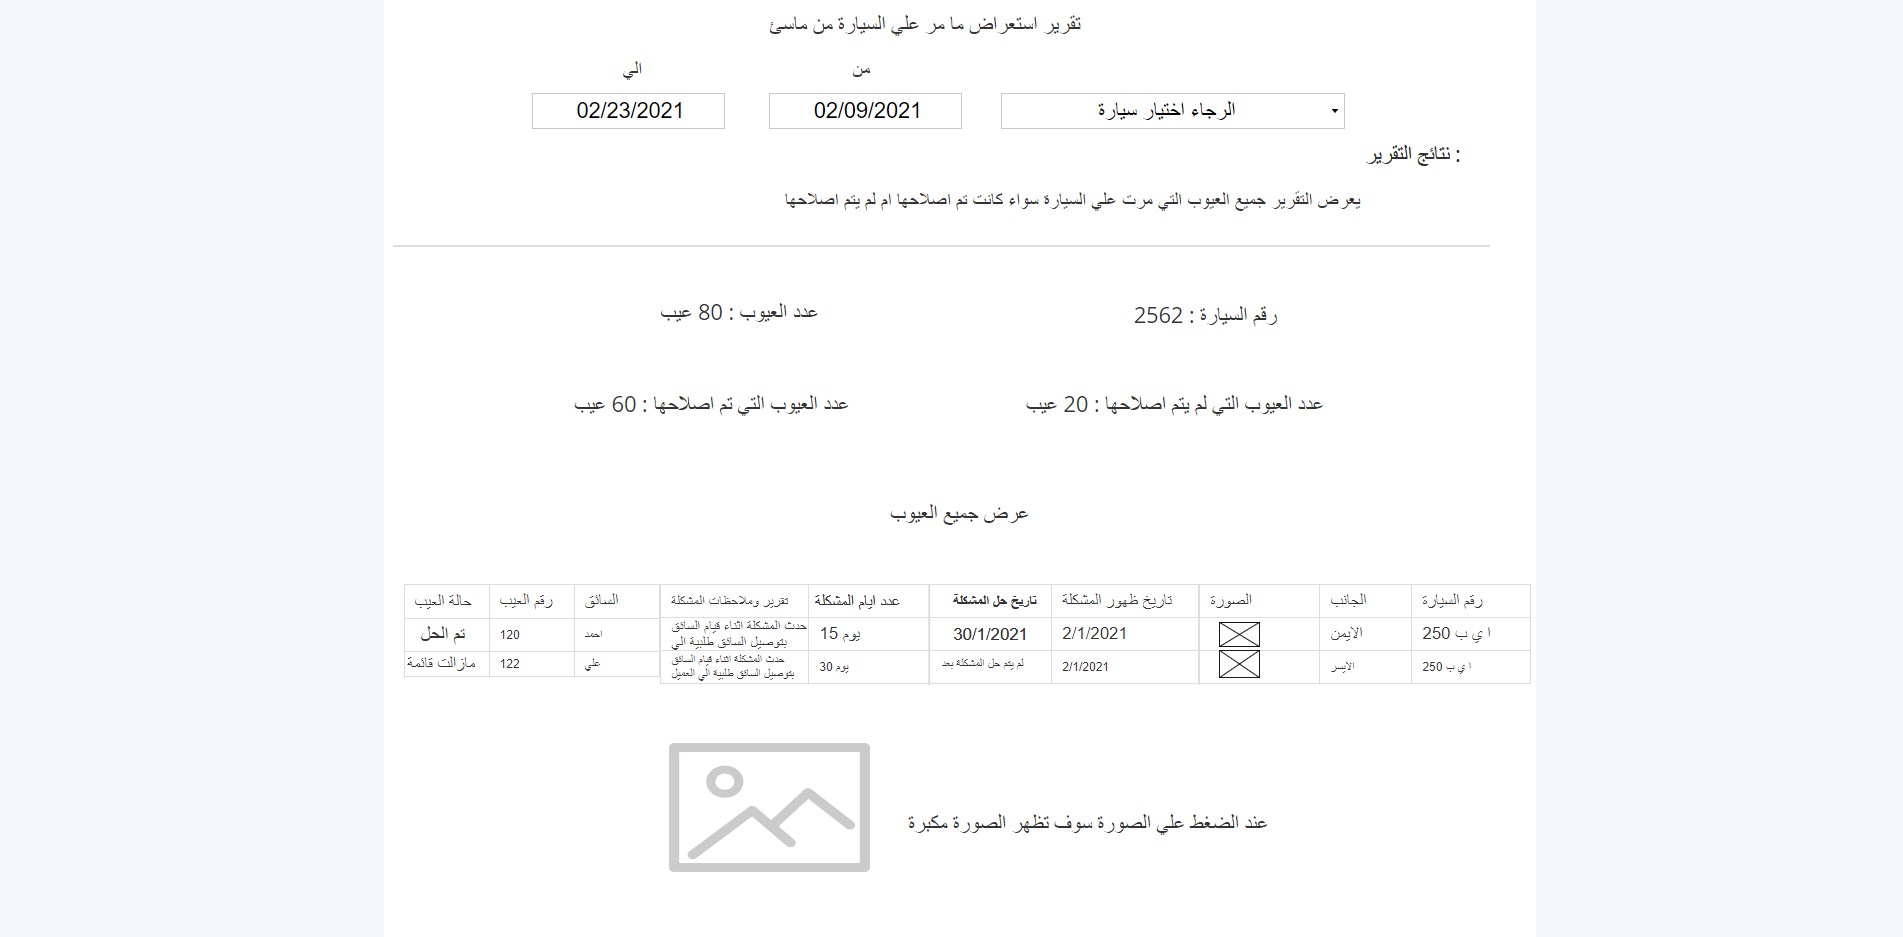 تقرير استعراض ما مر علي السيارة من ماسئ
من الي
الرجاء اختيار سيارة 02/09/2021 02/23/2021
نتائج التقرير :
يعرض التقرير جميع العيوب التي مرت علي السيارة سواء كانت تم اصلاحها ام لم يتم اصلاحها
رقم السيارة : 2562 عدد العيوب : 80 عيب
عدد العيوب التي لم يتم اصلاحها : 20 عيب عدد العيوب التي تم اصلاحها : 60 عيب
عرض جميع العيوب
رقم السيارة الجانب الصورة تاريخ ظهور المشكلة تاريخ حل المشكلة عدد ايام المشكلة تقرير وملاحظات المشكلة السائق رقم العيب حالة العيب
ا ي ب 250 الايمن 2/1/2021 30/1/2021 15 يوم حدث المشكلة اثناء قيام السائق احمد 120 تم الحل
بتوصيل السائق طلبية الي
ا ي ب 250 الايسر 2/1/2021 لم يتم حل المشكلة بعد 30 يوم حدث المشكلة اثناء قيام السائق علي 122 مازالت قائمة
بتوصيل السائق طلبية الي العميل
عند الضغط علي الصورة سوف تظهر الصورة مكبرة